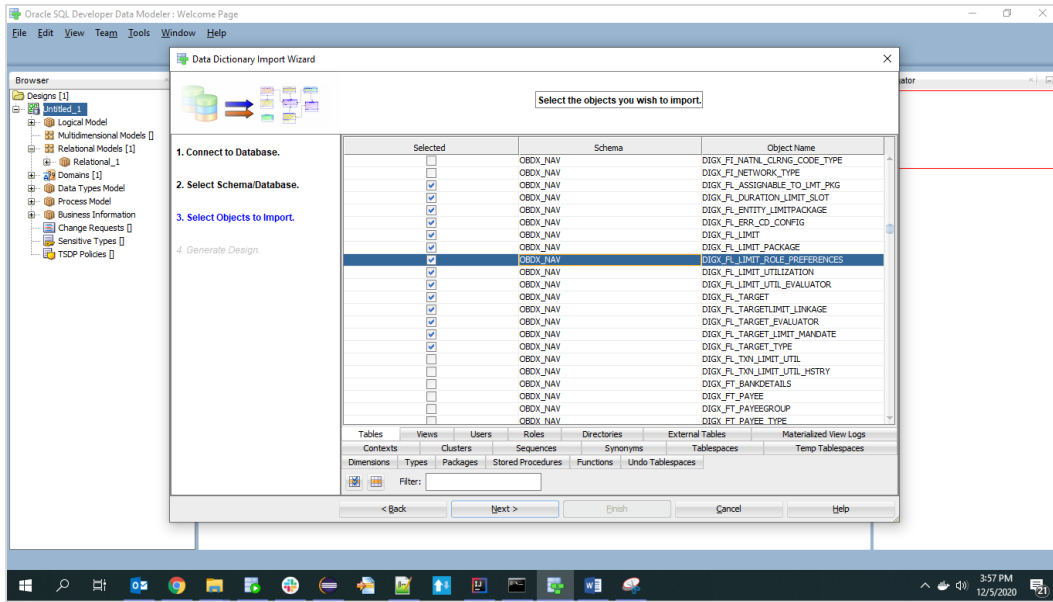 Oracle SQL Developer Data Modeler : Welcome Page
File Edit View Team Tools Window Help
Data Dictionary Import Wizard
Browser
Designs [1]
Untitled_1
Logical Model
Multidimensional Models []
Relational Models [1]
Relational_1
Domains [1]
Data Types Model
Process Model
Business Information
Change Requests []
Sensitive Types []
TSDP Policies []
Select the objects you wish to import.
1. Connect to Database.
2. Select Schema/Database.
3. Select Objects to Import.
4. Generate Design.
Selected Schema Object Name
OBDX_NAV DIGX_FI_NATNL_CLRNG_CODE_TYPE
OBDX_NAV DIGX_FI_NETWORK_TYPE
OBDX_NAV DIGX_FL_ASSIGNABLE_TO_LMT_PKG
OBDX_NAV DIGX_FL_DURATION_LIMIT_SLOT
OBDX_NAV DIGX_FL_ENTITY_LIMITPACKAGE
OBDX_NAV DIGX_FL_ERR_CD_CONFIG
OBDX_NAV DIGX_FL_LIMIT
OBDX_NAV DIGX_FL_LIMIT_PACKAGE
OBDX_NAV DIGX_FL_LIMIT_ROLE_PREFERENCES
OBDX_NAV DIGX_FL_LIMIT_UTILIZATION
OBDX_NAV DIGX_FL_LIMIT_UTIL_EVALUATOR
OBDX_NAV DIGX_FL_TARGET
OBDX_NAV DIGX_FL_TARGETLIMIT_LINKAGE
OBDX_NAV DIGX_FL_TARGET_EVALUATOR
OBDX_NAV DIGX_FL_TARGET_LIMIT_MANDATE
OBDX_NAV DIGX_FL_TARGET_TYPE
OBDX_NAV DIGX_FL_TXN_LIMIT_UTIL
OBDX_NAV DIGX_FL_TXN_LIMIT_UTIL_HSTRY
OBDX_NAV DIGX_FT_BANKDETAILS
OBDX_NAV DIGX_FT_PAYEE
OBDX_NAV DIGX_FT_PAYEEGROUP
OBDX_NAV DIGX_FT_PAYEE_TYPE
Tables Views Users Roles Directories External Tables Materialized View Logs
Contexts Clusters Sequences Synonyms Tablespaces Temp Tablespaces
Dimensions Types Packages Stored Procedures Functions Undo Tablespaces
Filter:
< Back Next > Finish Cancel Help
3:57 PM
12/5/2020